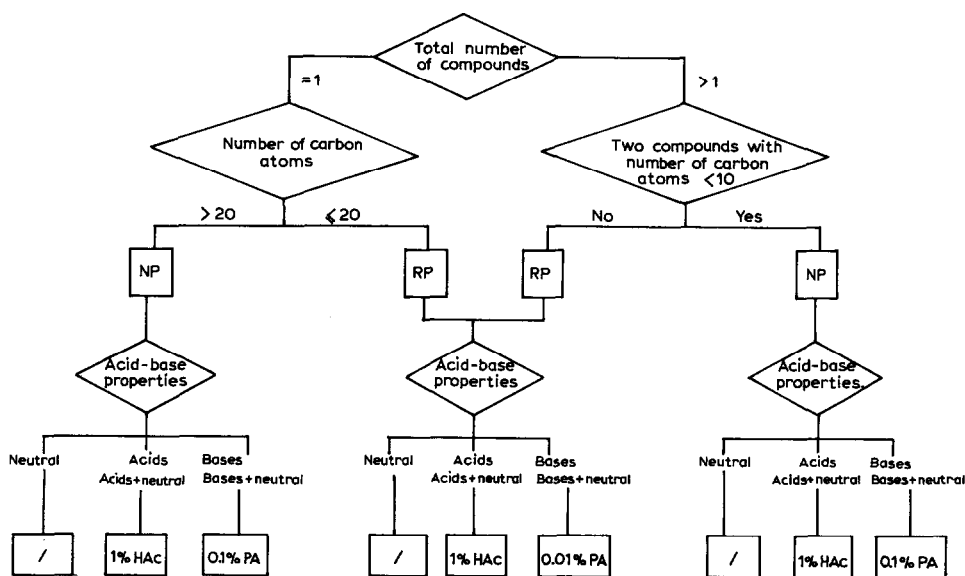 Total number
of compounds
=1
>1
Number of carbon
atoms
Two compounds with
number of carbon
atoms <10
>20
⩽20
No
Yes
NP
RP
RP
NP
Acid-base
properties
Acid-base
properties
Acid-base
properties.
Neutral
Acids
Acids+neutral
Bases
Bases+neutral
Neutral
Acids
Acids+neutral
Bases
Bases+neutral
Neutral
Acids
Acids+neutral
Bases
Bases+neutral
/
1% HAc
0.1% PA
/
1% HAc
0.01% PA
/
1% HAc
0.1% PA